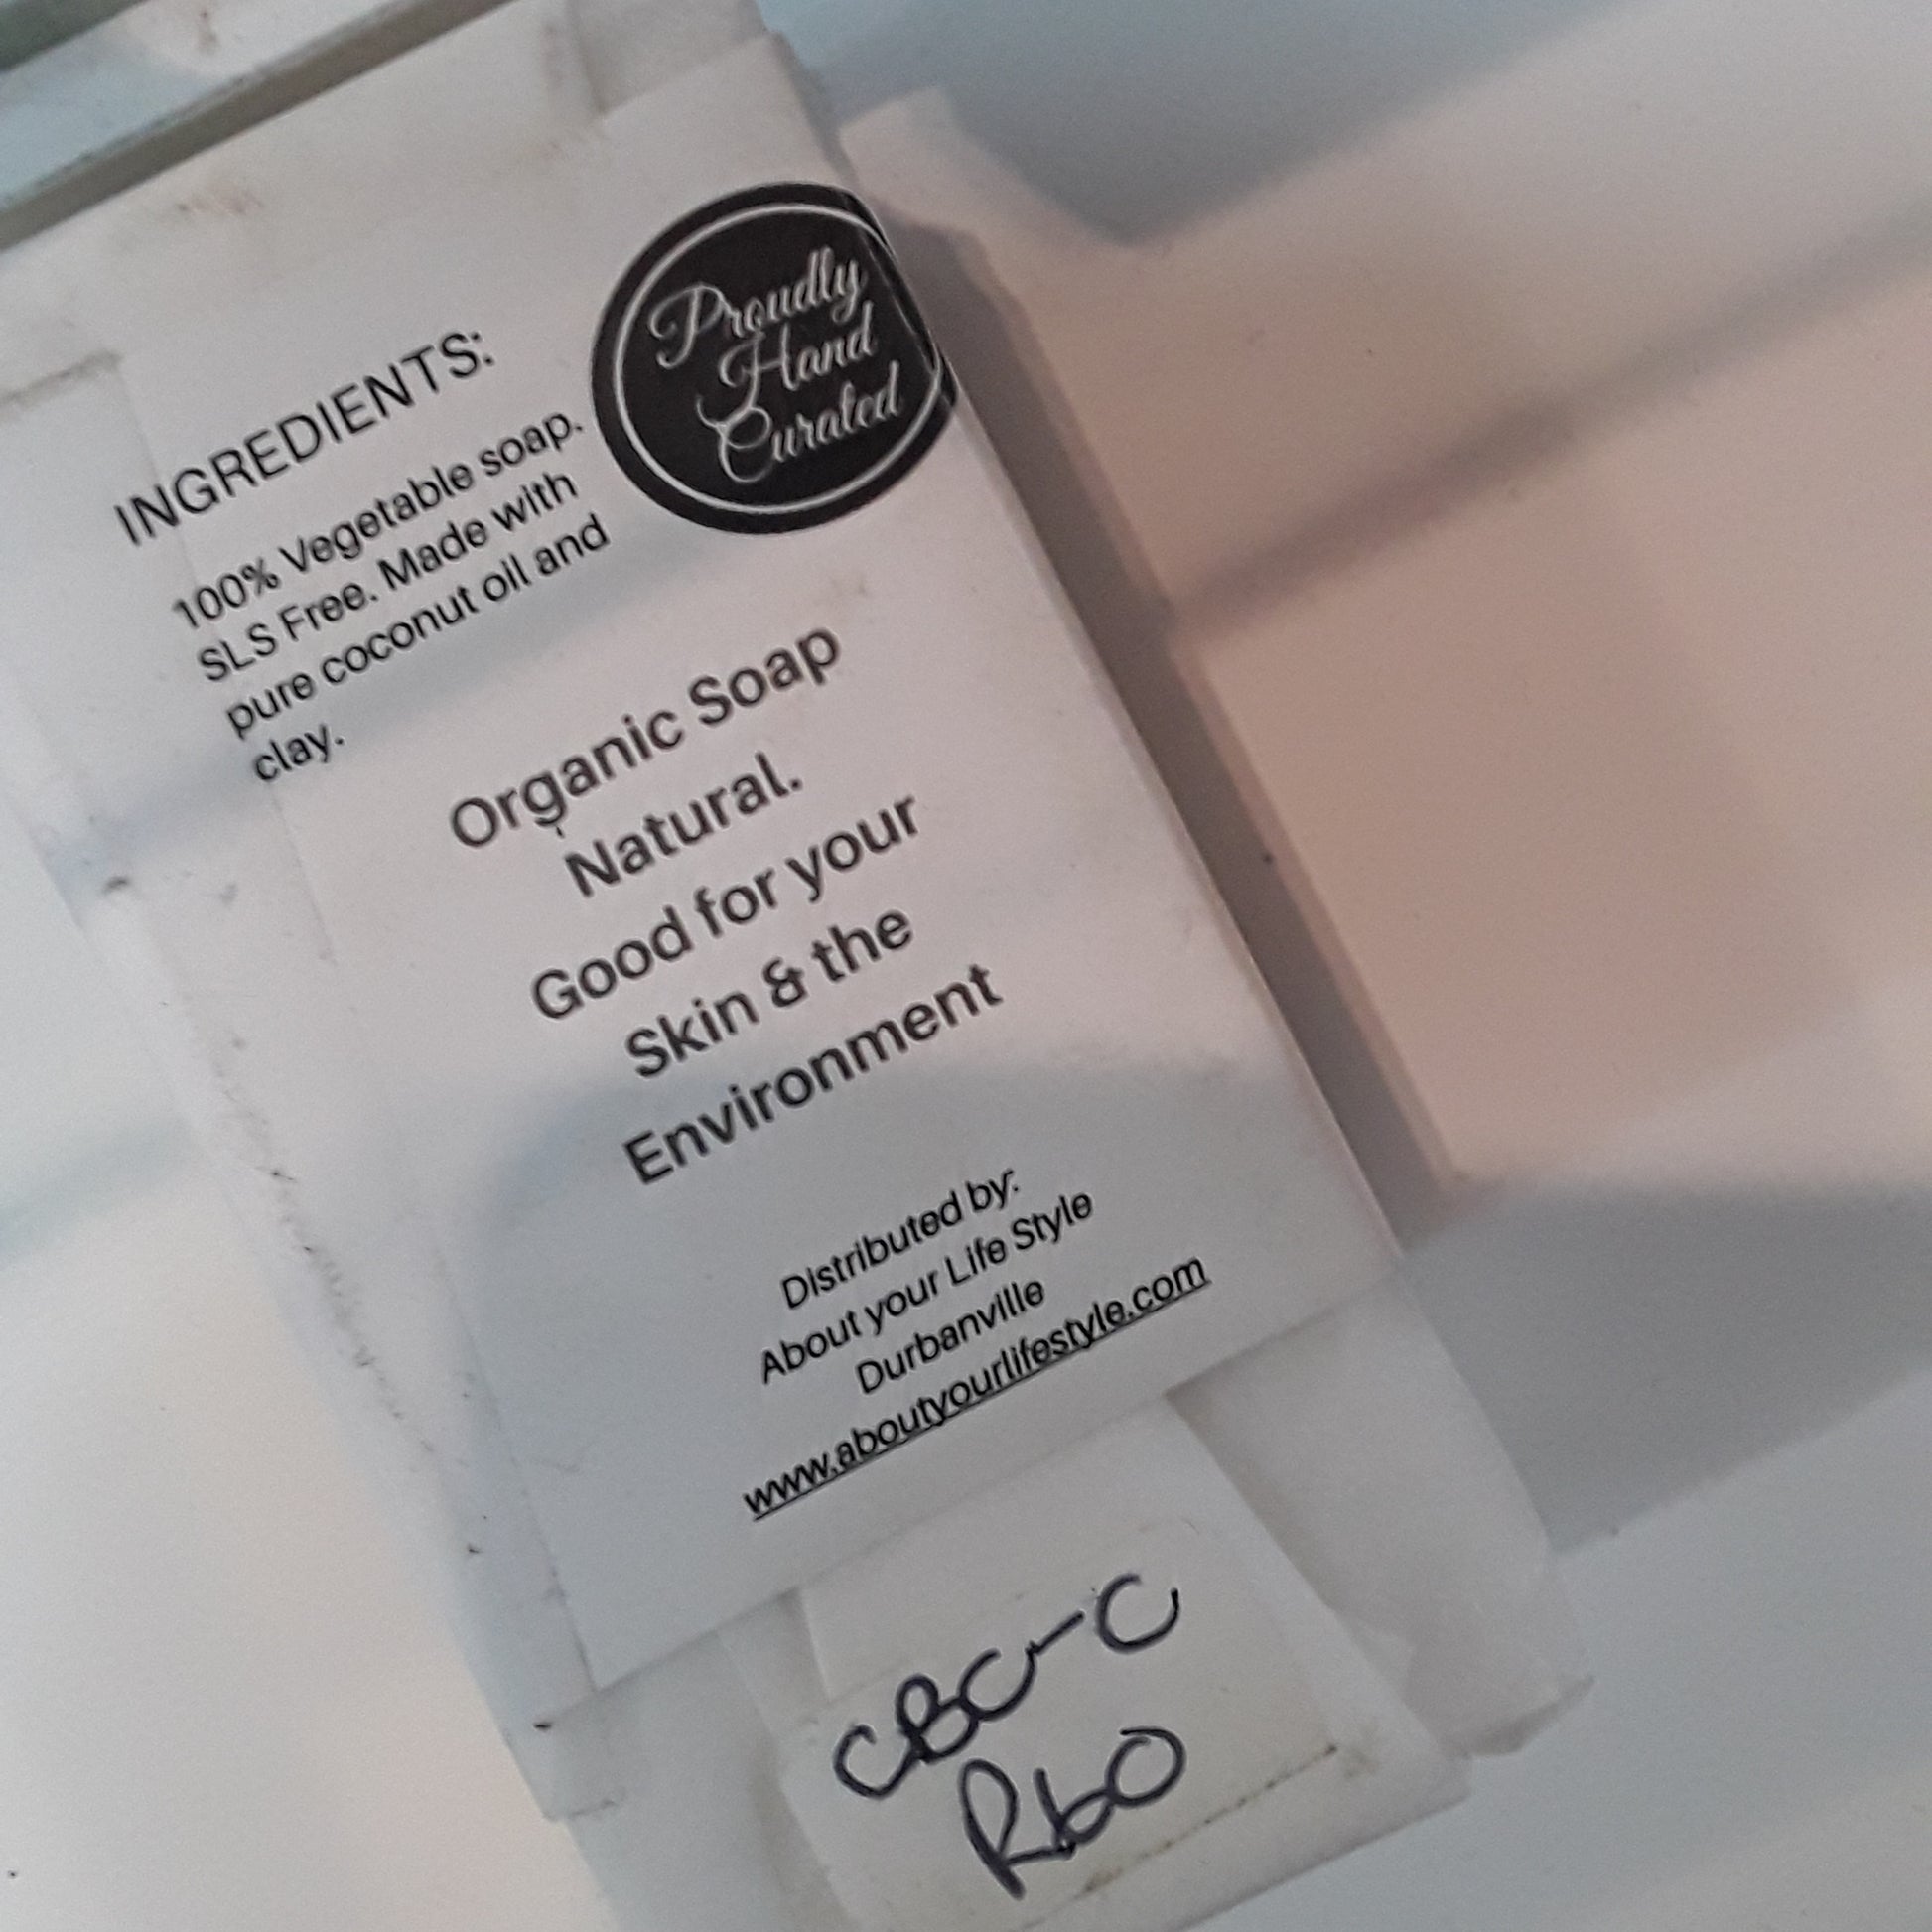 Proudly
Hand
Curated
INGREDIENTS:
100% Vegetable soap.
SLS Free. Made with
pure coconut oil and
clay.
Organic Soap
Natural.
Good for your
Skin & the
Environment
Distributed by:
About your Life Style
Durbanville
www.aboutyourlifestyle.com
CBC-C
R60